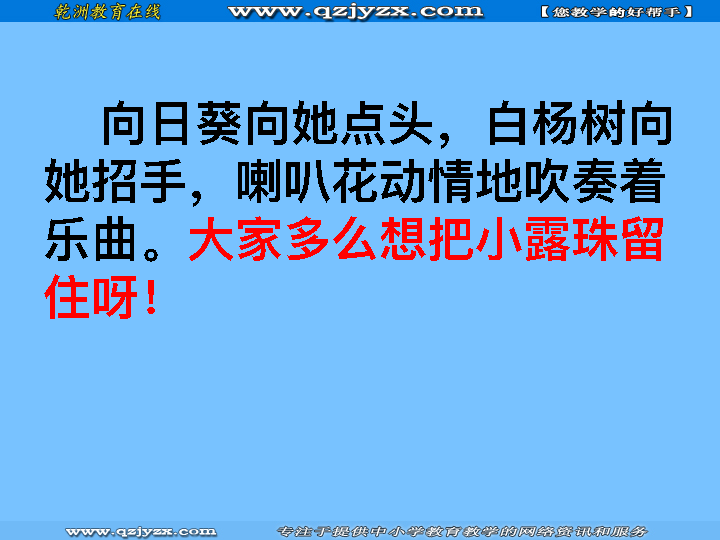 乾洲教育在线 www.qzjyzx.com 【您教学的好帮手】
向日葵向她点头，白杨树向
她招手，喇叭花动情地吹奏着
乐曲。大家多么想把小露珠留
住呀！
www.qzjyzx.com 专注于提供中小学教育教学的网络资讯和服务